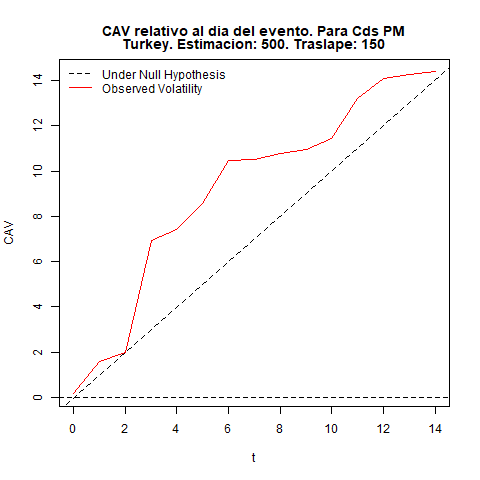 CAV relativo al dia del evento. Para Cds PM
Turkey. Estimacion: 500. Traslape: 150
Under Null Hypothesis
Observed Volatility
14
12
10
8
6
4
2
0
CAV
0 2 4 6 8 10 12 14
t